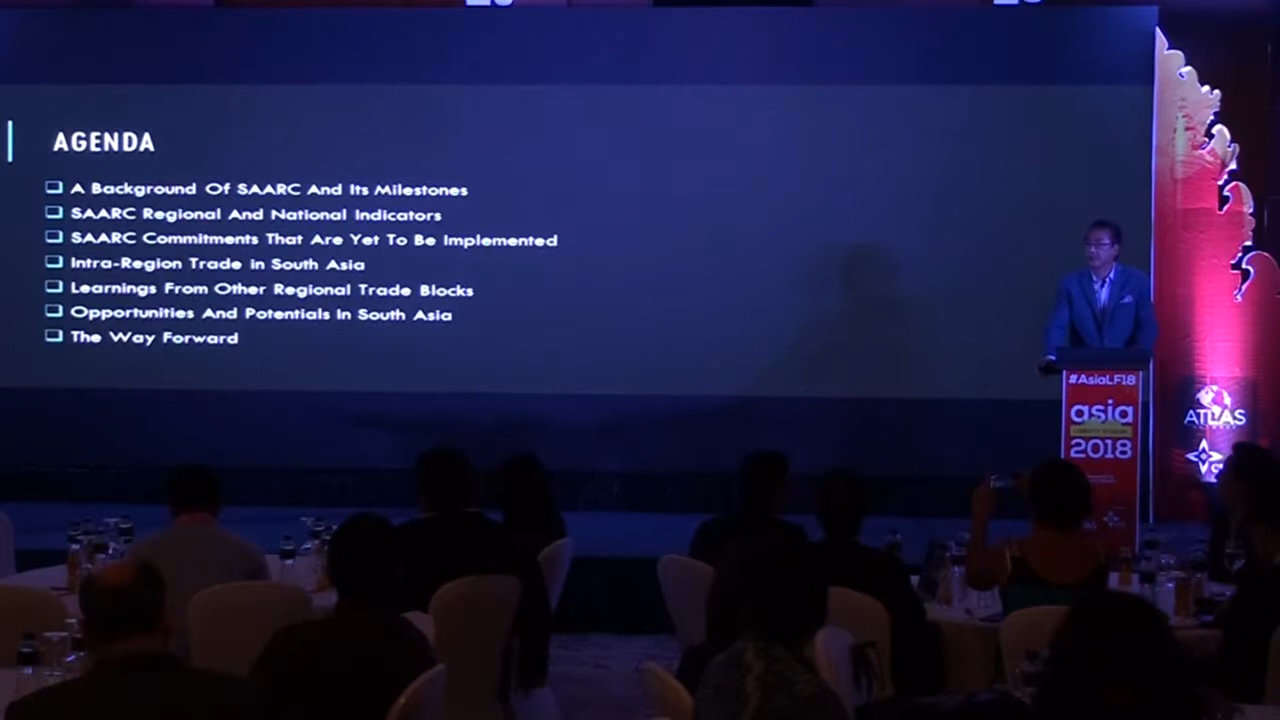 AGENDA
A Background Of SAARC And Its Milestones
SAARC Regional And National Indicators
SAARC Commitments That Are Yet To Be Implemented
Intra-Region Trade in South Asia
Learnings From Other Regional Trade Blocks
Opportunities And Potentials In South Asia
The Way Forward
#AsiaLF18
asia
2018
ATLAS